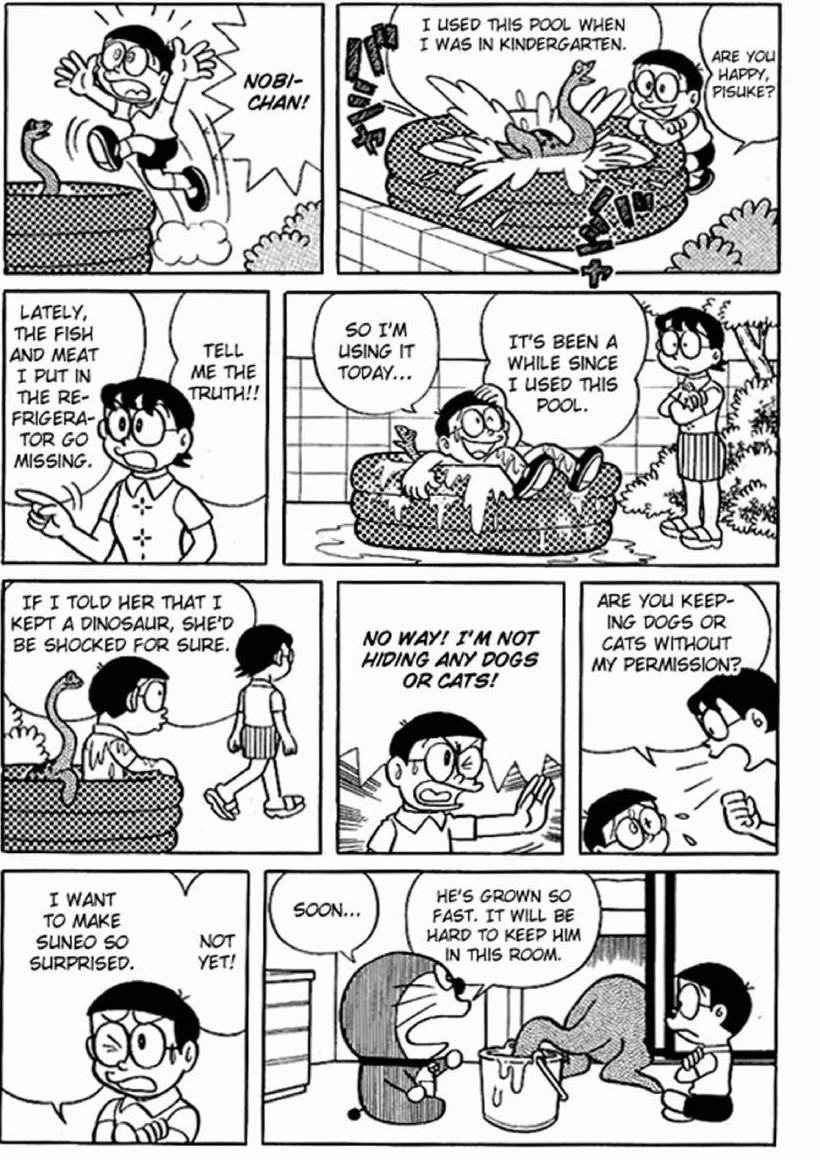 ARE YOU
HAPPY,
PISUKE?
I USED THIS POOL WHEN
I WAS IN KINDERGARTEN.
NOBI-
CHAN!
IT'S BEEN A
WHILE SINCE
I USED THIS
POOL.
SO I'M
USING IT
TODAY...
TELL
ME THE
TRUTH!!
LATELY,
THE FISH
AND MEAT
I PUT IN
THE RE-
FRIGERA-
TOR GO
MISSING.
ARE YOU KEEP-
ING DOGS OR
CATS WITHOUT
MY PERMISSION?
NO WAY! I'M NOT
HIDING ANY DOGS
OR CATS!
IF I TOLD HER THAT I
KEPT A DINOSAUR, SHE'D
BE SHOCKED FOR SURE.
HE'S GROWN SO
FAST. IT WILL BE
HARD TO KEEP HIM
IN THIS ROOM.
SOON...
NOT
YET!
I WANT
TO MAKE
SUNEO SO
SURPRISED.